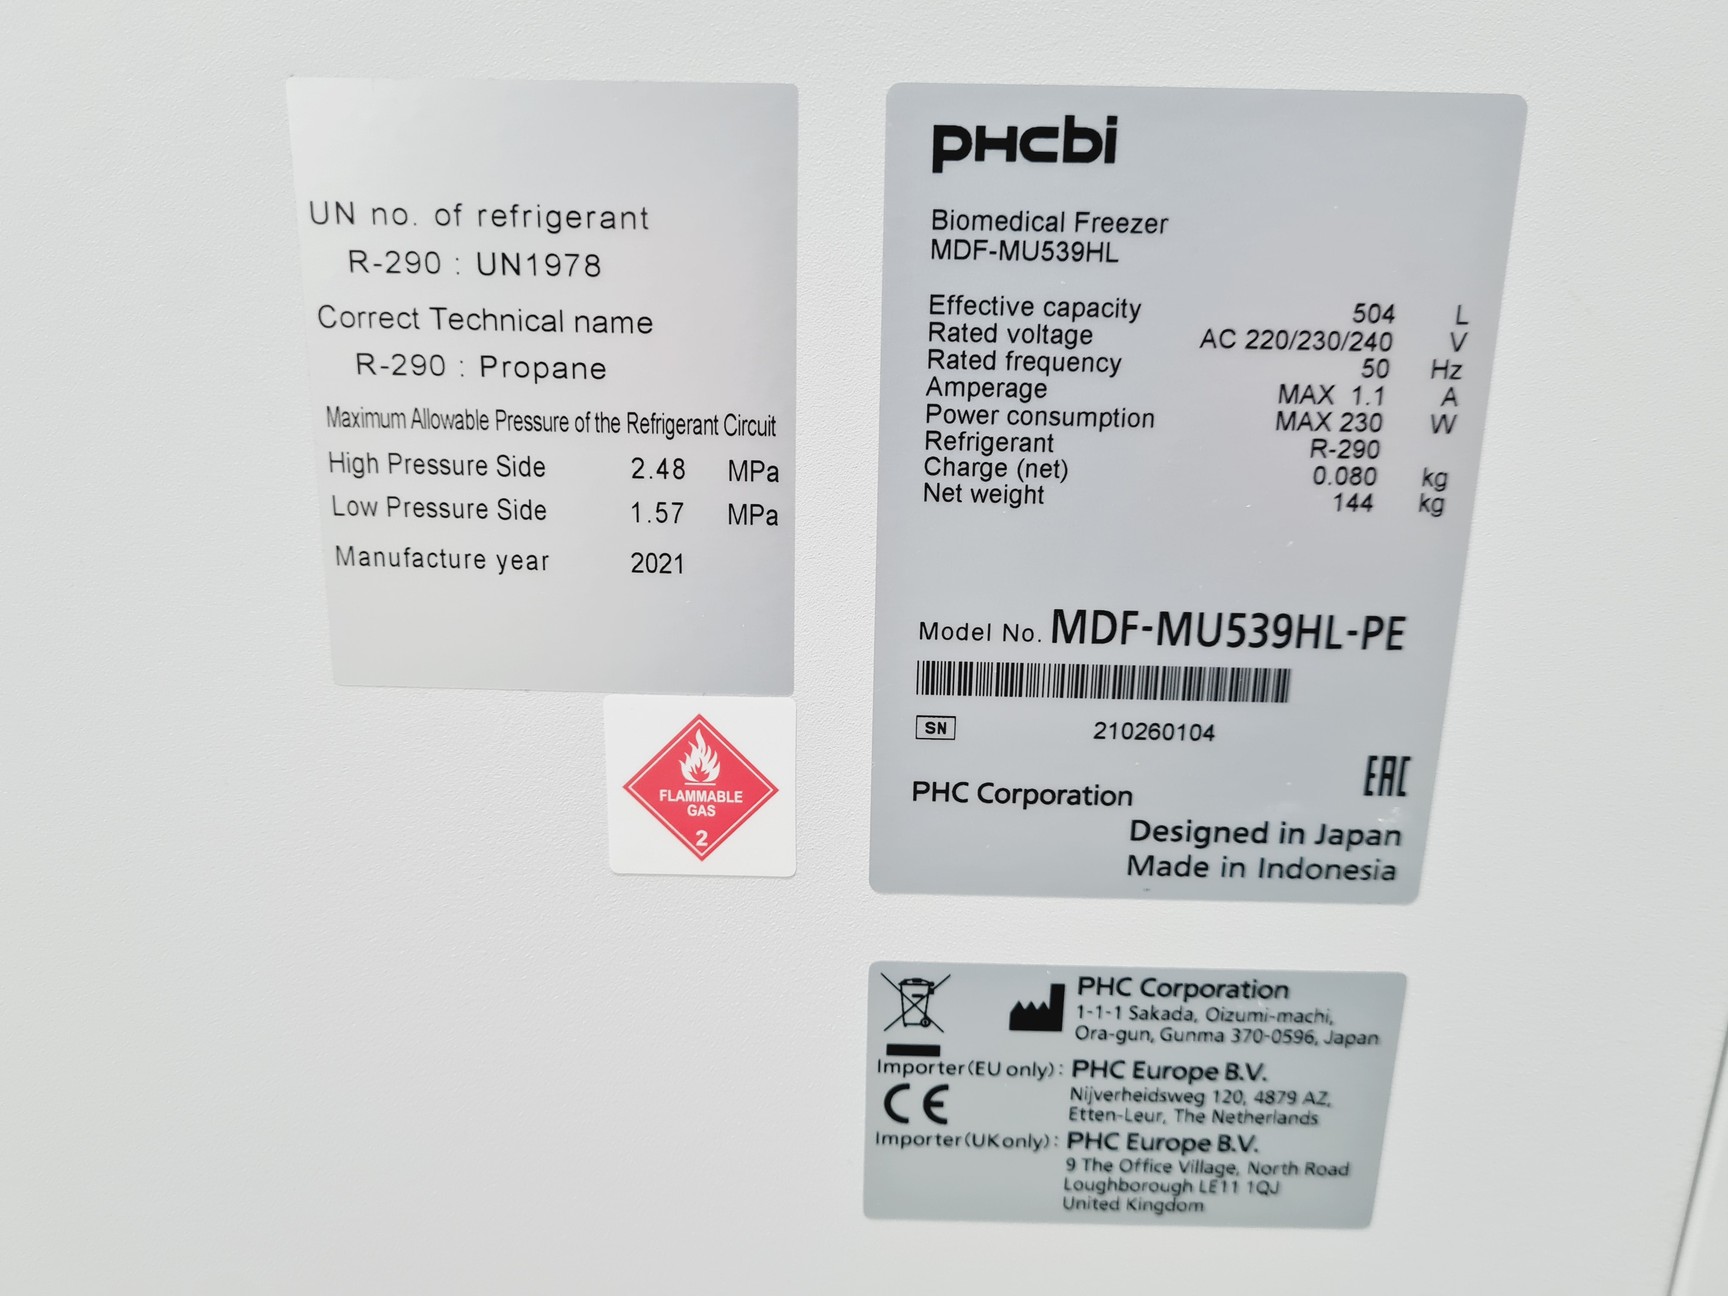 UN no. of refrigerant
R-290 : UN1978
Correct Technical name
R-290 : Propane
Maximum Allowable Pressure of the Refrigerant Circuit
High Pressure Side 2.48 MPa
Low Pressure Side 1.57 MPa
Manufacture year 2021
FLAMMABLE
GAS
2
PHCbi
Biomedical Freezer
MDF-MU539HL
Effective capacity 504 L
Rated voltage AC 220/230/240 V
Rated frequency 50 Hz
Amperage MAX 1.1 A
Power consumption MAX 230 W
Refrigerant R-290
Charge (net) 0.080 kg
Net weight 144 kg
Model No. MDF-MU539HL-PE
SN 210260104
EAC
PHC Corporation
Designed in Japan
Made in Indonesia
PHC Corporation
1-1-1 Sakada, Oizumi-machi,
Ora-gun, Gunma 370-0596, Japan
Importer(EU only): PHC Europe B.V.
Nijverheidsweg 120, 4879 AZ,
Etten-Leur, The Netherlands
CE
Importer(UK only): PHC Europe B.V.
9 The Office Village, North Road
Loughborough LE11 1QJ
United Kingdom